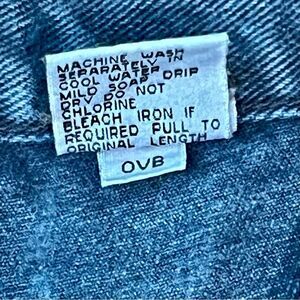 MACHINE WASH
SEPARATELY IN
COOL WATER
MILD SOAP DRIP
DRY DO NOT
CHLORINE
BLEACH IRON IF
REQUIRED PULL TO
ORIGINAL LENGTH
OVB